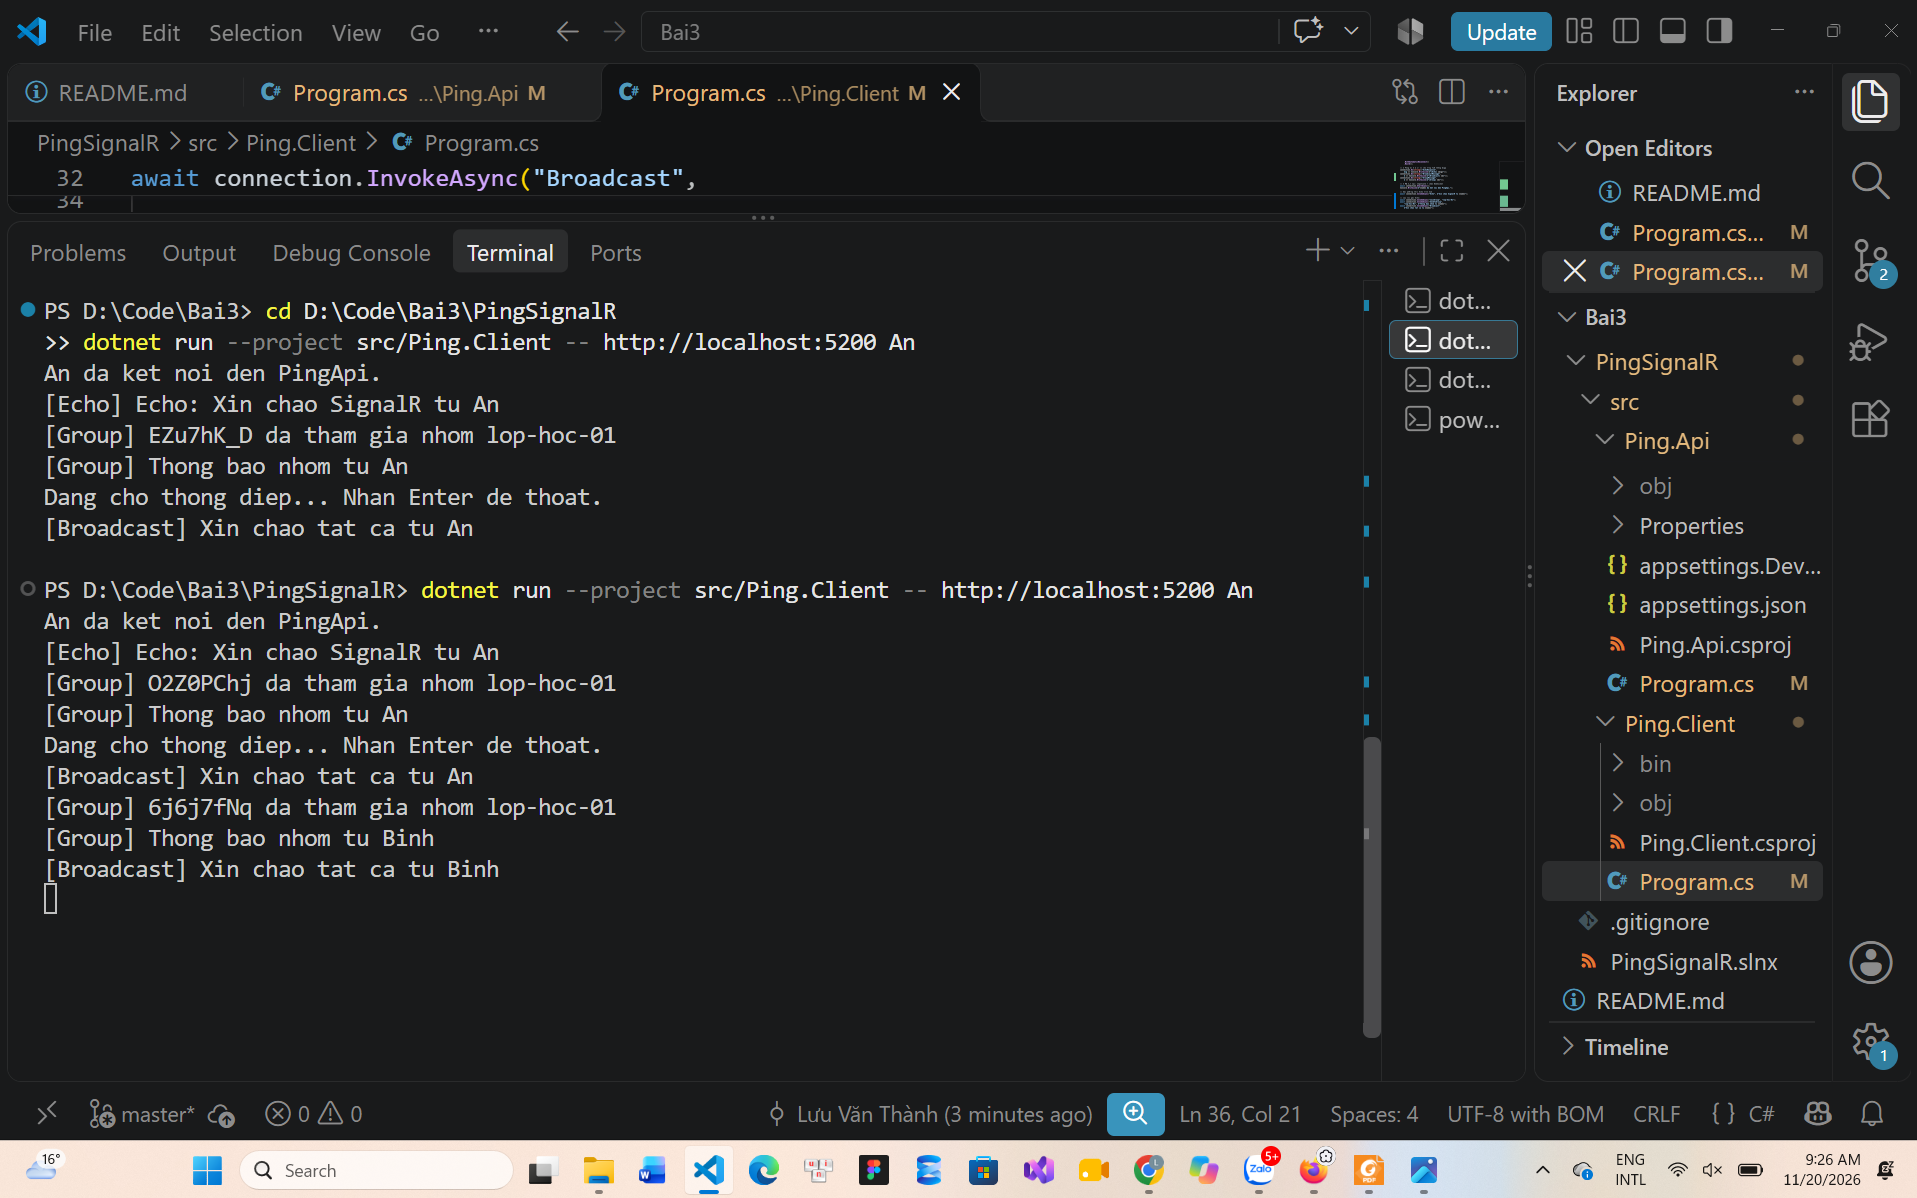 File Edit Selection View Go ··· Bai3 Update
README.md
Program.cs ...\Ping.Api M
Program.cs ...\Ping.Client M
PingSignalR > src > Ping.Client > Program.cs
32 await connection.InvokeAsync("Broadcast",
34
Problems Output Debug Console Terminal Ports
PS D:\Code\Bai3> cd D:\Code\Bai3\PingSignalR
>> dotnet run --project src/Ping.Client -- http://localhost:5200 An
An da ket noi den PingApi.
[Echo] Echo: Xin chao SignalR tu An
[Group] EZu7hK_D da tham gia nhom lop-hoc-01
[Group] Thong bao nhom tu An
Dang cho thong diep... Nhan Enter de thoat.
[Broadcast] Xin chao tat ca tu An
PS D:\Code\Bai3\PingSignalR> dotnet run --project src/Ping.Client -- http://localhost:5200 An
An da ket noi den PingApi.
[Echo] Echo: Xin chao SignalR tu An
[Group] O2Z0PChj da tham gia nhom lop-hoc-01
[Group] Thong bao nhom tu An
Dang cho thong diep... Nhan Enter de thoat.
[Broadcast] Xin chao tat ca tu An
[Group] 6j6j7fNq da tham gia nhom lop-hoc-01
[Group] Thong bao nhom tu Binh
[Broadcast] Xin chao tat ca tu Binh
dot...
dot...
dot...
pow...
Explorer
Open Editors
README.md
Program.cs... M
Program.cs... M
Bai3
PingSignalR
src
Ping.Api
obj
Properties
{} appsettings.Dev...
{} appsettings.json
Ping.Api.csproj
Program.cs M
Ping.Client
bin
obj
Ping.Client.csproj
Program.cs M
.gitignore
PingSignalR.slnx
README.md
Timeline
2
1
master* 0 0 Lưu Văn Thành (3 minutes ago) Ln 36, Col 21 Spaces: 4 UTF-8 with BOM CRLF {} C#
16° Search Zalo 5+ ENG INTL 9:26 AM 11/20/2026